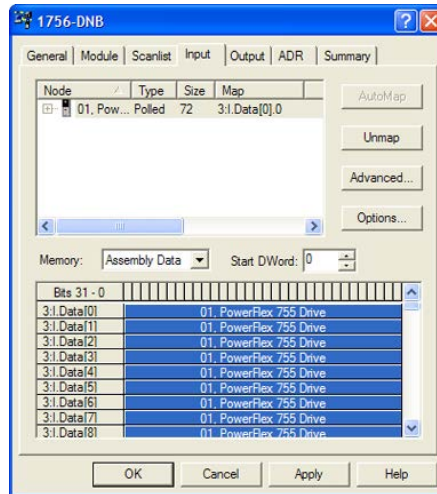 1756-DNB
General Module Scanlist Input Output ADR Summary
Node Type Size Map
01, Pow... Polled 72 3:I.Data[0].0
AutoMap
Unmap
Advanced...
Options...
Memory: Assembly Data Start DWord: 0
Bits 31 - 0
3:I.Data[0] 01, PowerFlex 755 Drive
3:I.Data[1] 01, PowerFlex 755 Drive
3:I.Data[2] 01, PowerFlex 755 Drive
3:I.Data[3] 01, PowerFlex 755 Drive
3:I.Data[4] 01, PowerFlex 755 Drive
3:I.Data[5] 01, PowerFlex 755 Drive
3:I.Data[6] 01, PowerFlex 755 Drive
3:I.Data[7] 01, PowerFlex 755 Drive
3:I.Data[8] 01, PowerFlex 755 Drive
OK Cancel Apply Help